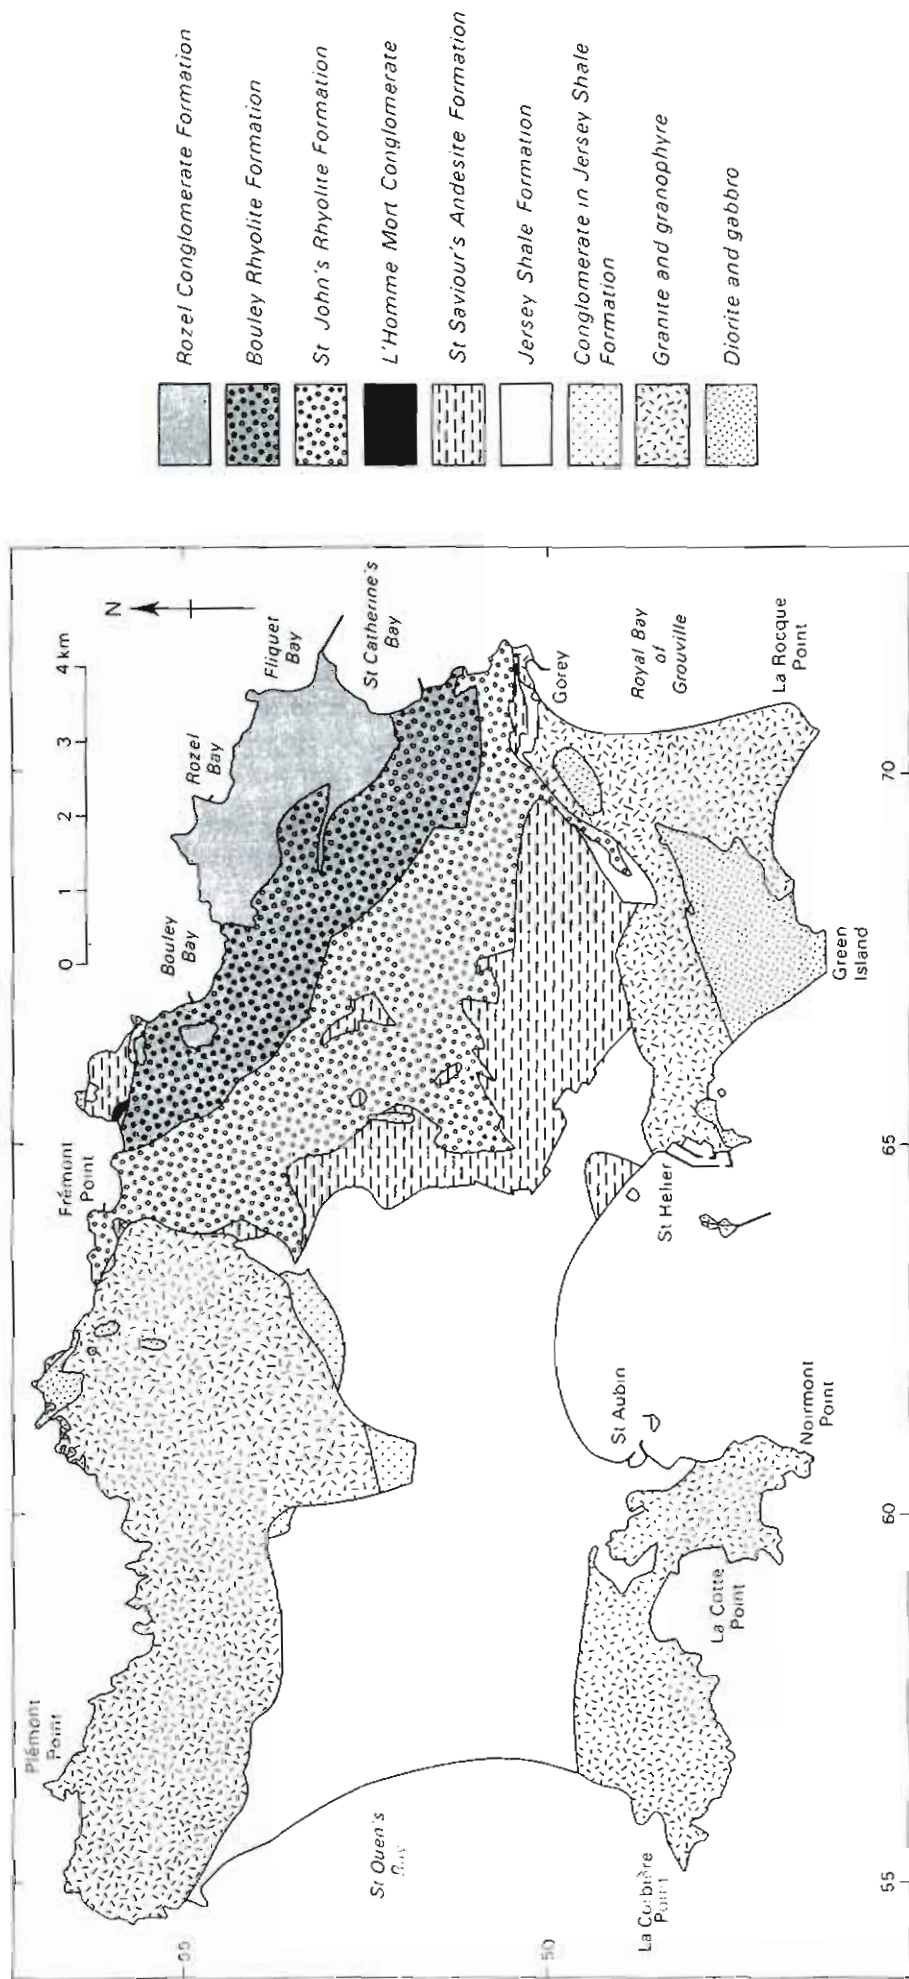 Plémont
Point
Frémont
Point
Bouley
Bay
Rozel
Bay
Fliquet
Bay
St Catherine's
Bay
0 1 2 3 4 km
N
St Ouen's
La Corbière
Point
La Cotte
Point
St Aubin
Noirmont
Point
St Helier
Green
Island
Gorey
Royal Bay
of
Grouville
La Rocque
Point
50
55
60
65
70
Rozel Conglomerate Formation
Bouley Rhyolite Formation
St John's Rhyolite Formation
L'Homme Mort Conglomerate
St Saviour's Andesite Formation
Jersey Shale Formation
Conglomerate in Jersey Shale
Formation
Granite and granophyre
Diorite and gabbro